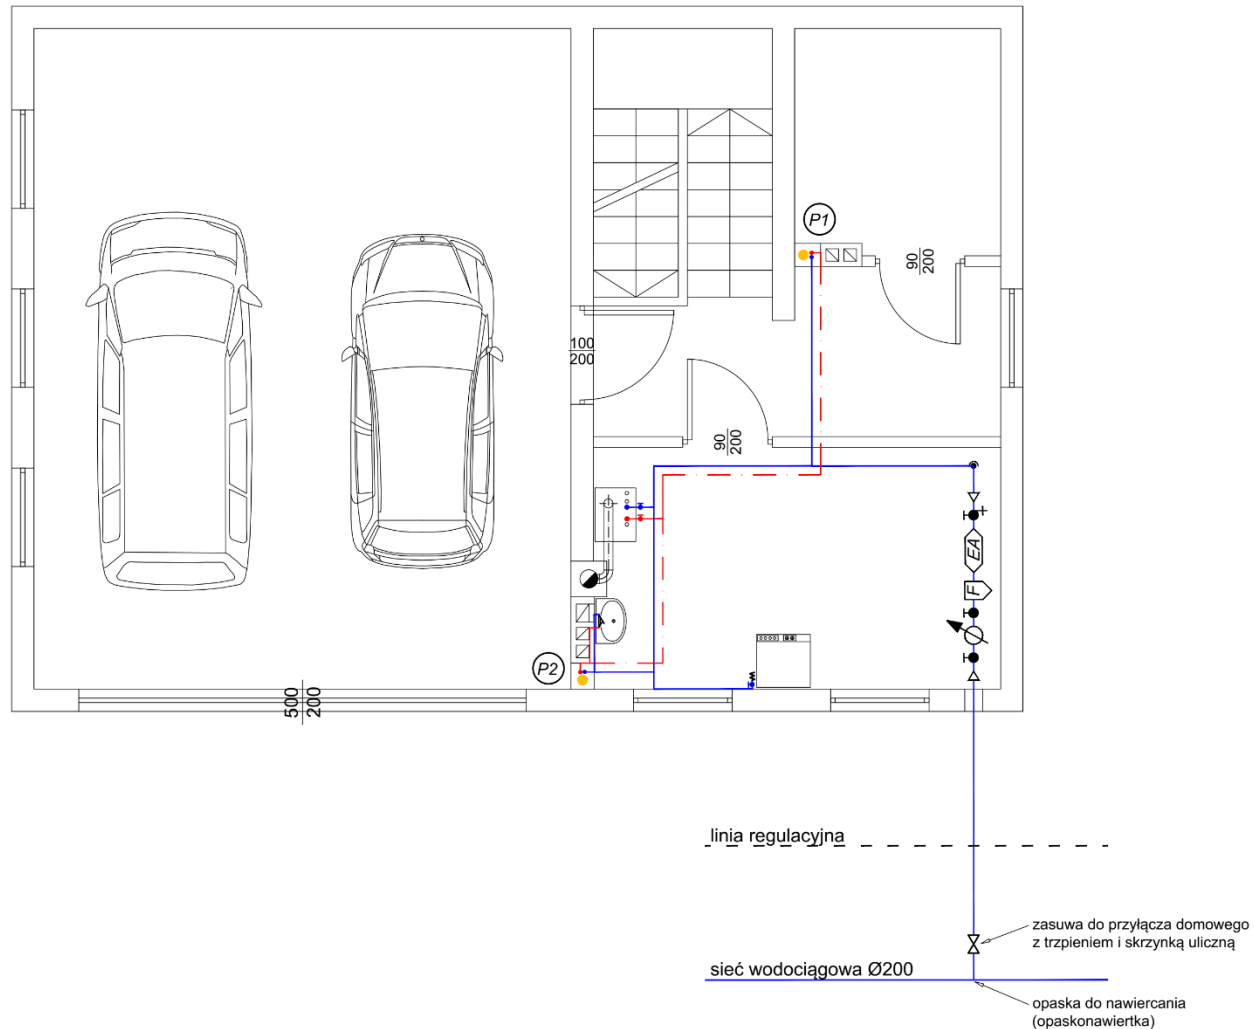 P1
90
200
100
200
90
200
EA
F
P2
500
200
linia regulacyjna
zasuwa do przyłącza domowego
z trzpieniem i skrzynką uliczną
sieć wodociągowa Ø200
opaska do nawiercania
(opaskonawiertka)